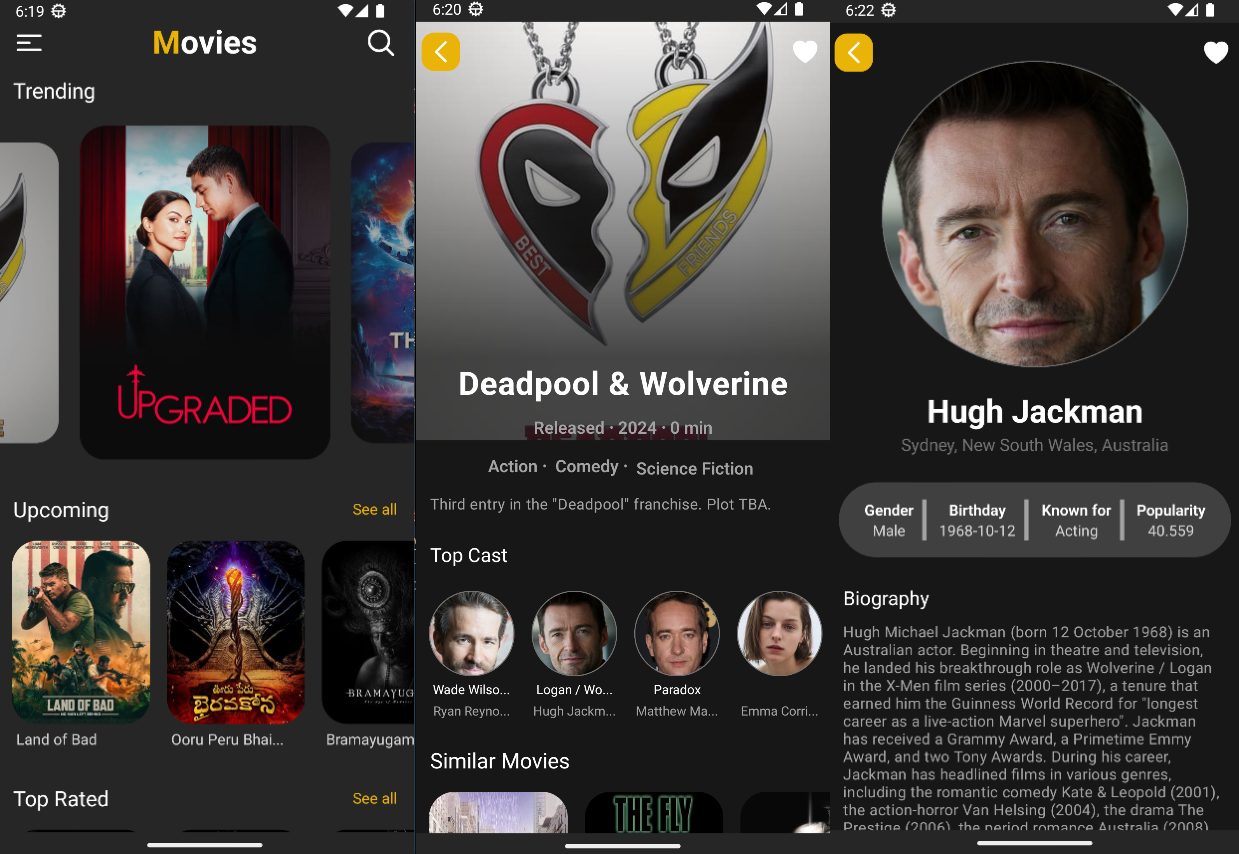 6:19
Movies
Trending
TH
UPGRADED
Upcoming
See all
LAND OF BAD
ఊరు పేరు
భైరవకోన
BRAMAYUG
Land of Bad
Ooru Peru Bhai...
Bramayugam
Top Rated
See all
6:20
BEST
FRIENDS
Deadpool & Wolverine
Released · 2024 · 0 min
Action · Comedy · Science Fiction
Third entry in the "Deadpool" franchise. Plot TBA.
Top Cast
Wade Wilso...
Logan / Wo...
Paradox
Ryan Reyno...
Hugh Jackm...
Matthew Ma...
Emma Corri...
Similar Movies
THE FLY
6:22
Hugh Jackman
Sydney, New South Wales, Australia
Gender
Birthday
Known for
Popularity
Male
1968-10-12
Acting
40.559
Biography
Hugh Michael Jackman (born 12 October 1968) is an
Australian actor. Beginning in theatre and television,
he landed his breakthrough role as Wolverine / Logan
in the X-Men film series (2000–2017), a tenure that
earned him the Guinness World Record for "longest
career as a live-action Marvel superhero". Jackman
has received a Grammy Award, a Primetime Emmy
Award, and two Tony Awards. During his career,
Jackman has headlined films in various genres,
including the romantic comedy Kate & Leopold (2001),
the action-horror Van Helsing (2004), the drama The
Prestige (2006), the period romance Australia (2008),